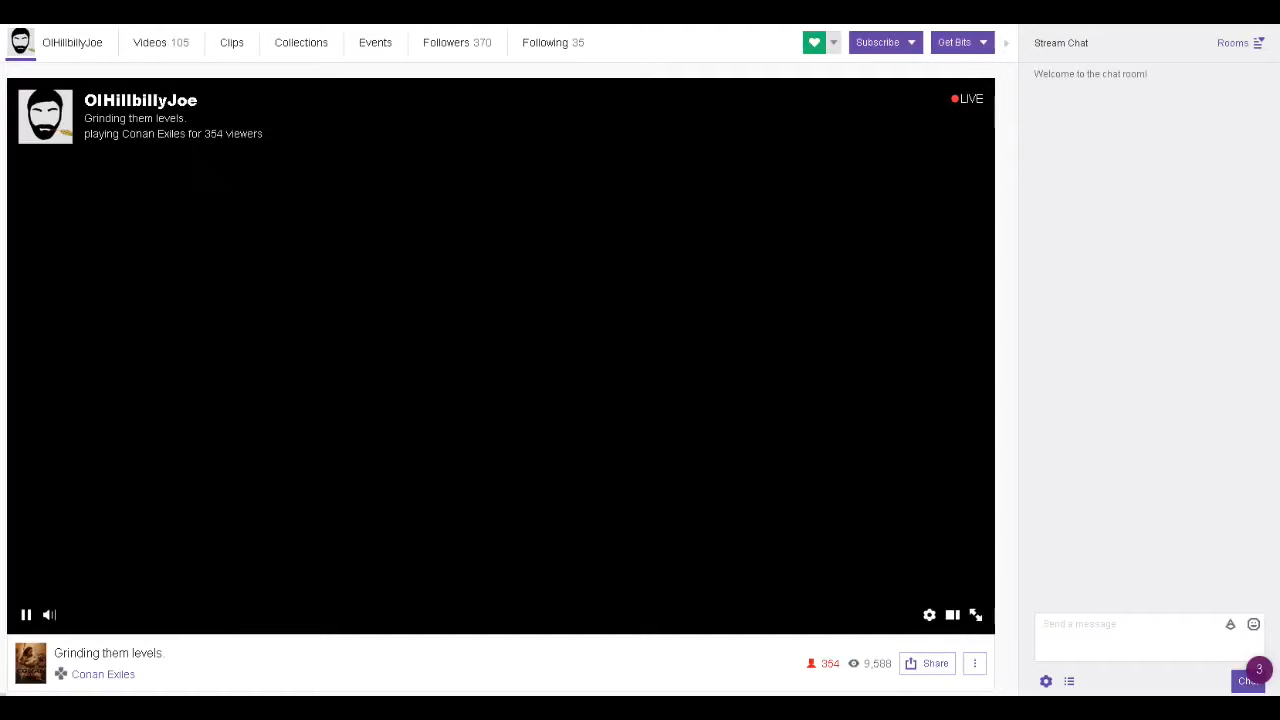 OlHillbillyJoe
Videos 105
Clips
Collections
Events
Followers 370
Following 35
Subscribe
Get Bits
Stream Chat
Rooms
Welcome to the chat room!
OlHillbillyJoe
Grinding them levels.
playing Conan Exiles for 354 viewers
LIVE
Grinding them levels.
Conan Exiles
354
9,588
Share
Send a message
3